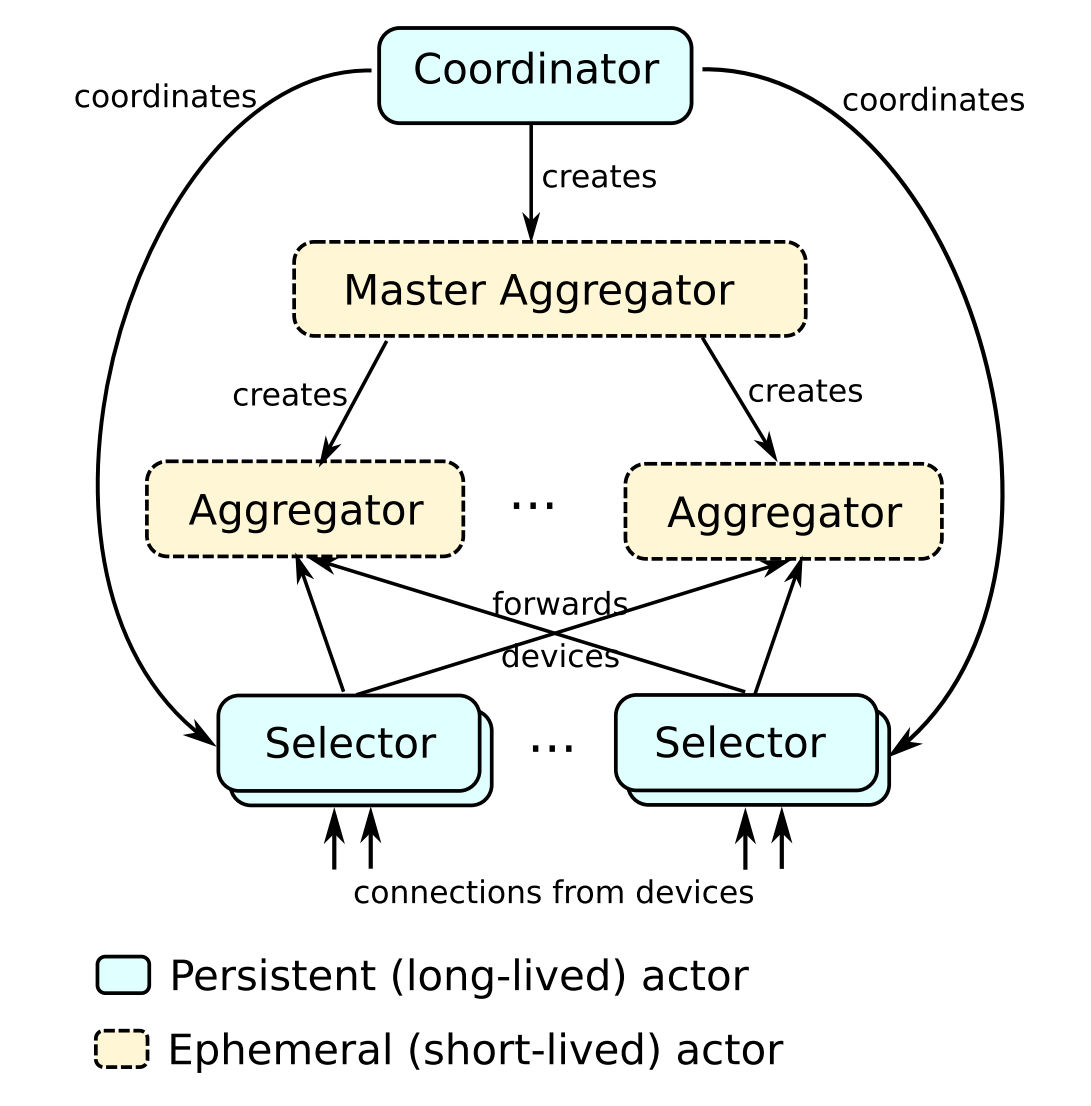 Coordinator
coordinates
coordinates
creates
Master Aggregator
creates
creates
Aggregator
...
Aggregator
forwards
devices
Selector
...
Selector
connections from devices
Persistent (long-lived) actor
Ephemeral (short-lived) actor